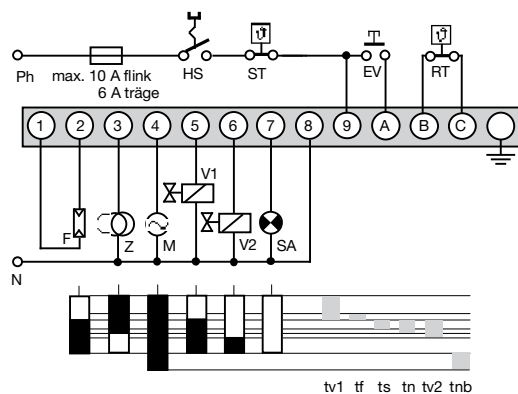 Ph
max. 10 A flink
6 A träge
HS
ST
EV
RT
1 2 3 4 5 6 7 8 9 A B C
F
Z
M
V1
V2
SA
N
tv1 tf ts tn tv2 tnb